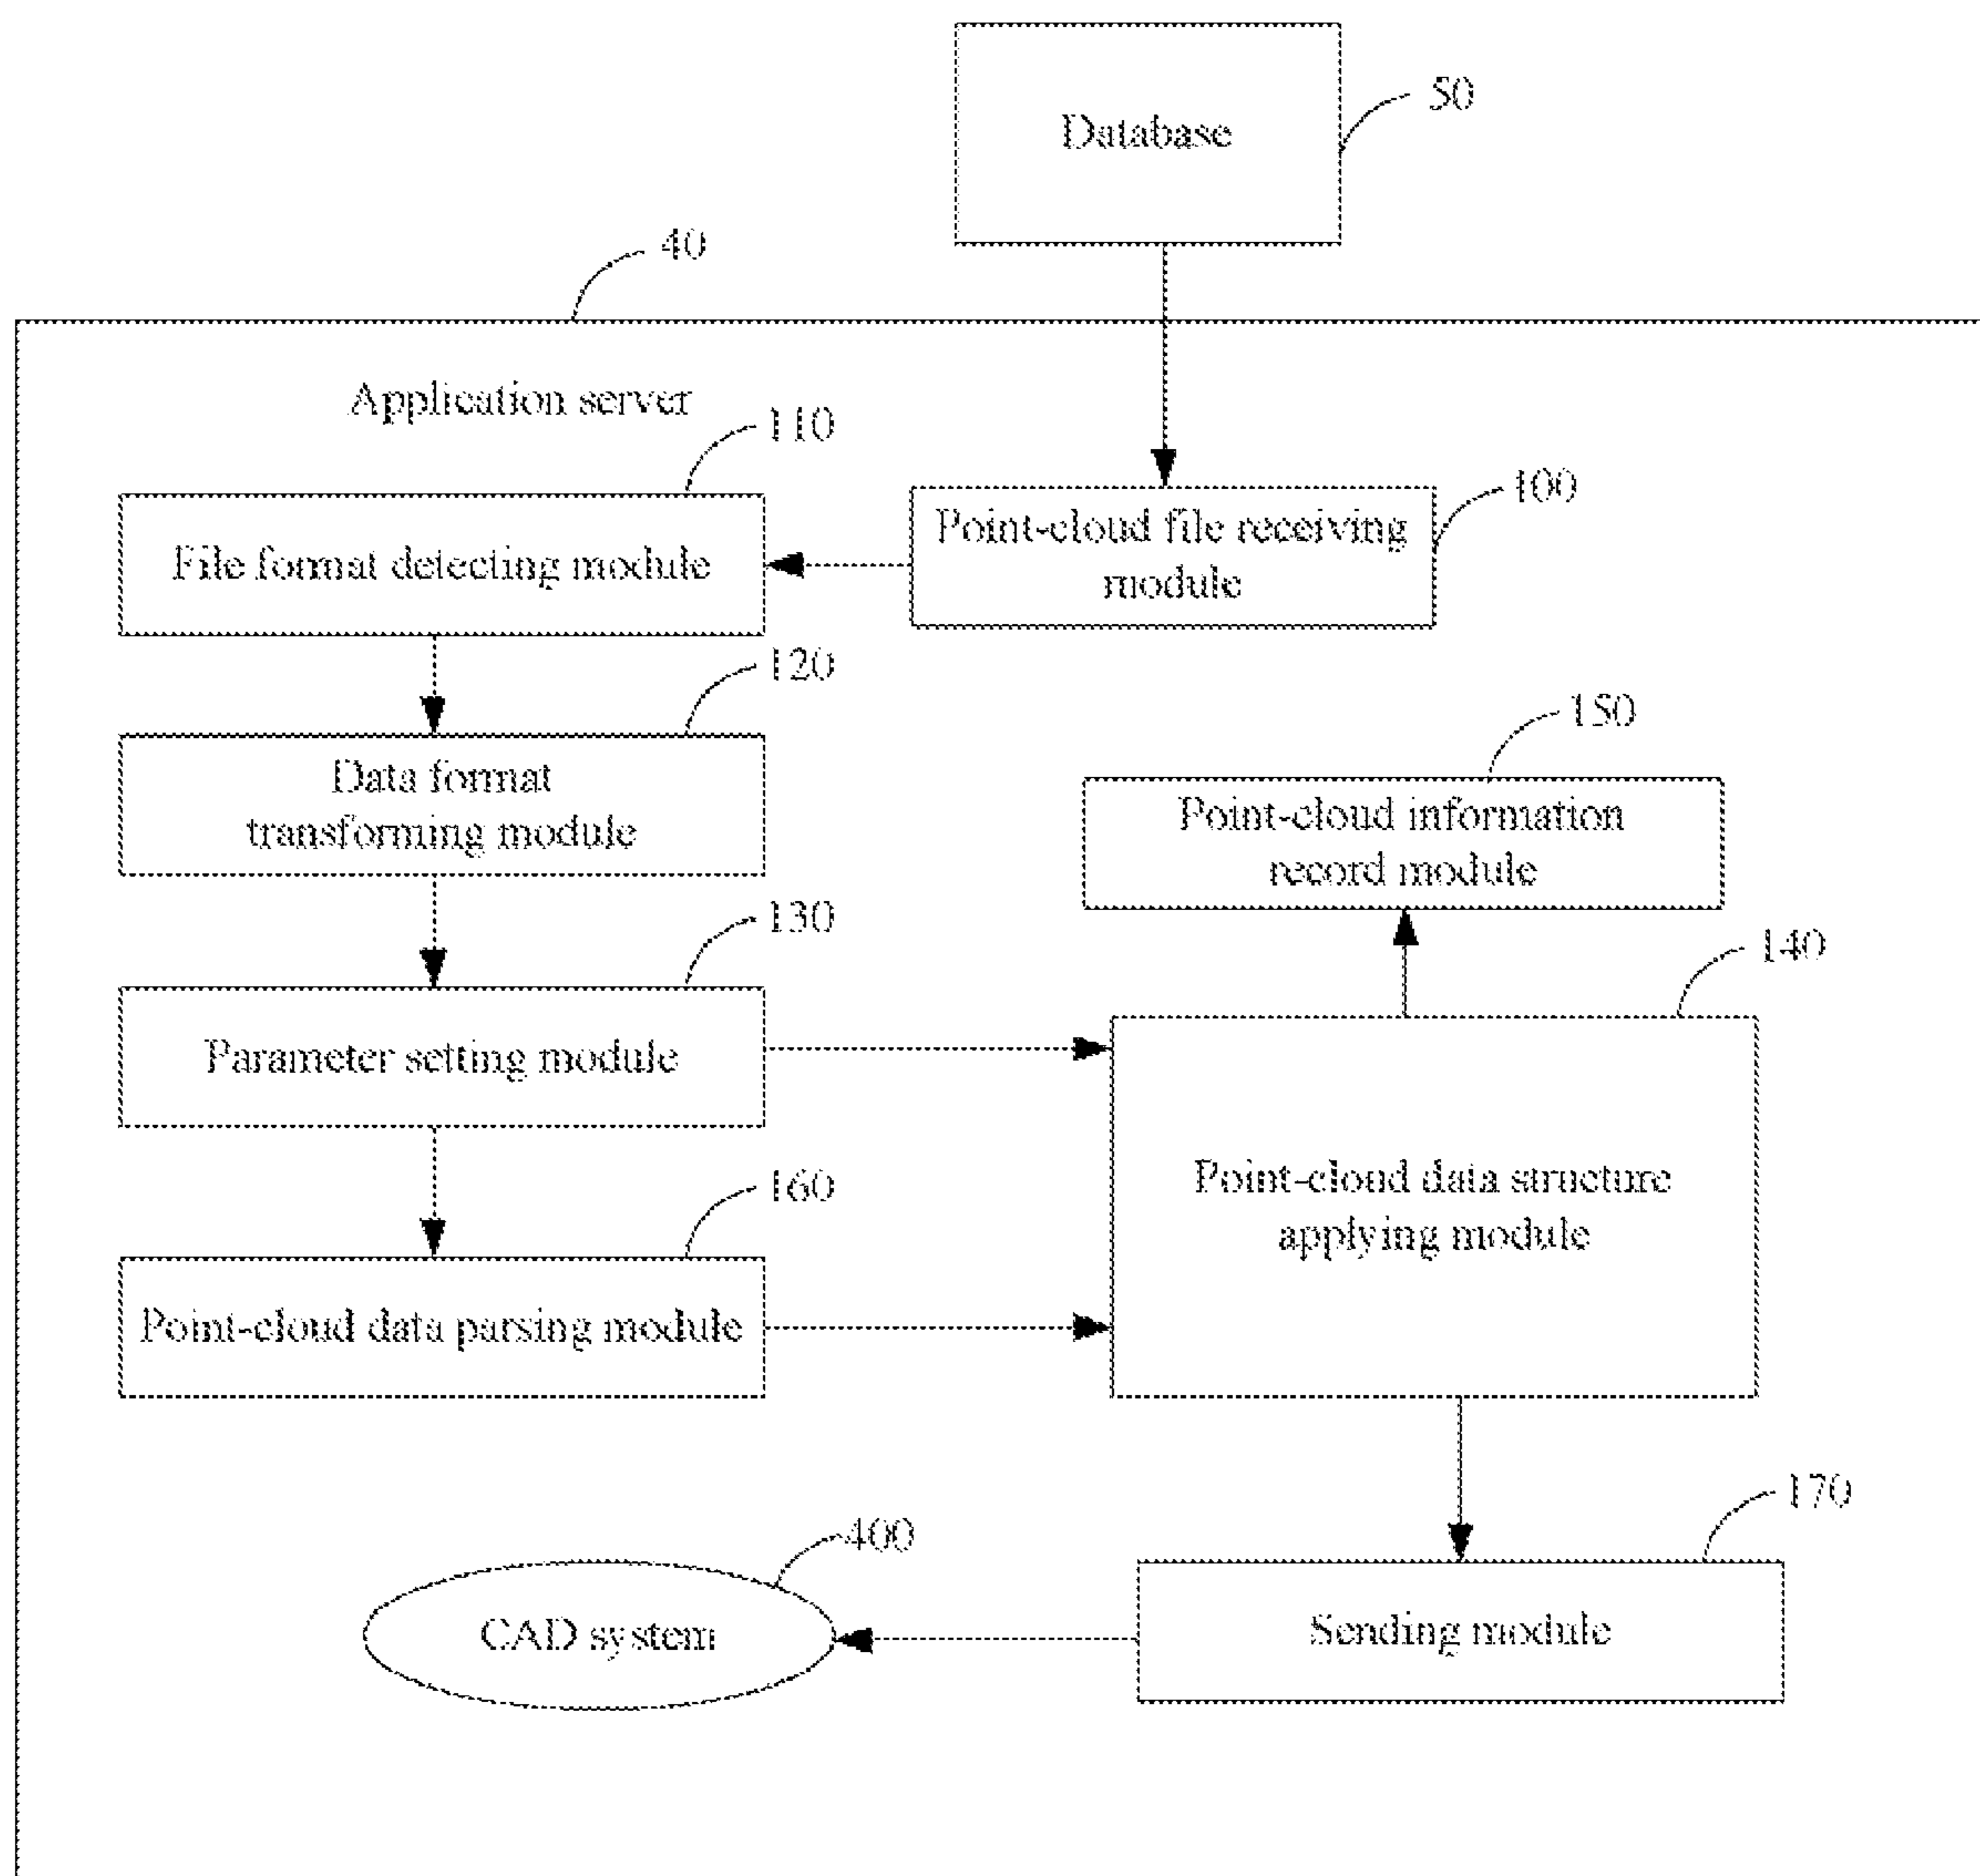 Database
50
40
Application server
110
File format detecting module
100
Point-cloud file receiving
module
120
Data format
transforming module
150
Point-cloud information
record module
130
Parameter setting module
140
Point-cloud data structure
applying module
160
Point-cloud data parsing module
170
Sending module
400
CAD system